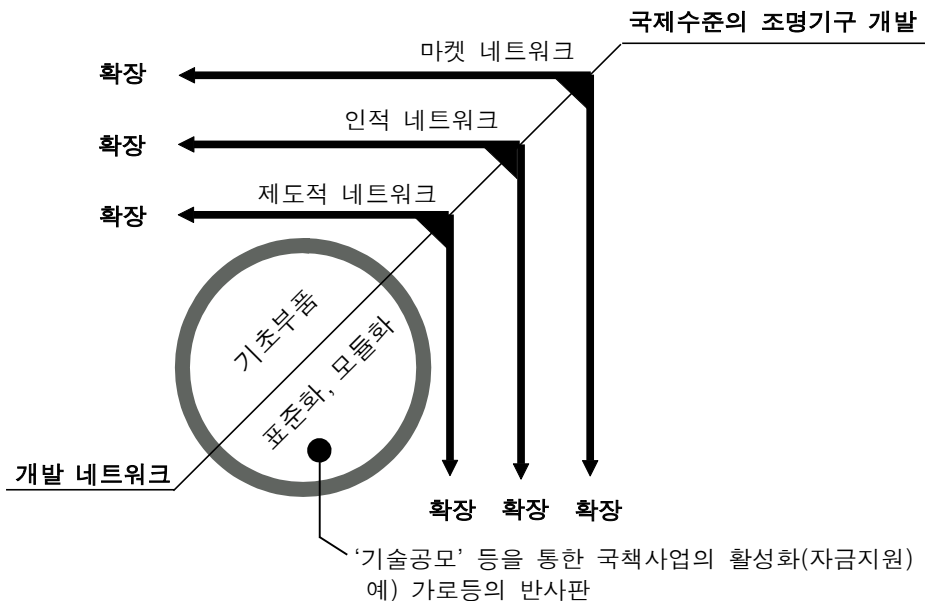 국제수준의 조명기구 개발
마켓 네트워크
확장
인적 네트워크
확장
제도적 네트워크
확장
기초부품
표준화, 모듈화
개발 네트워크
확장 확장 확장
‘기술공모’ 등을 통한 국책사업의 활성화(자금지원)
예) 가로등의 반사판